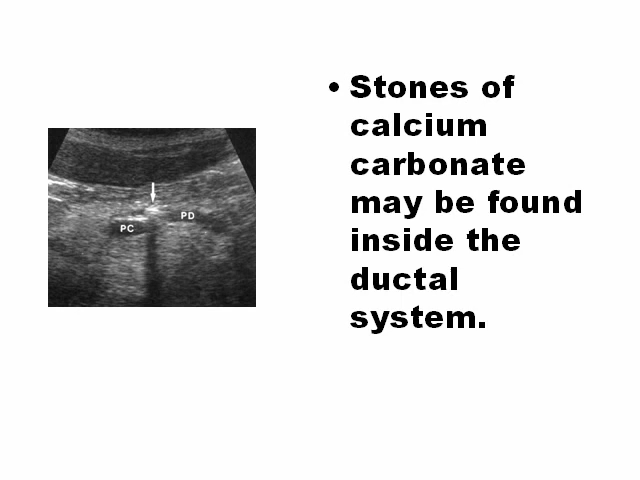 • Stones of
calcium
carbonate
may be found
inside the
ductal
system.
PC
PD